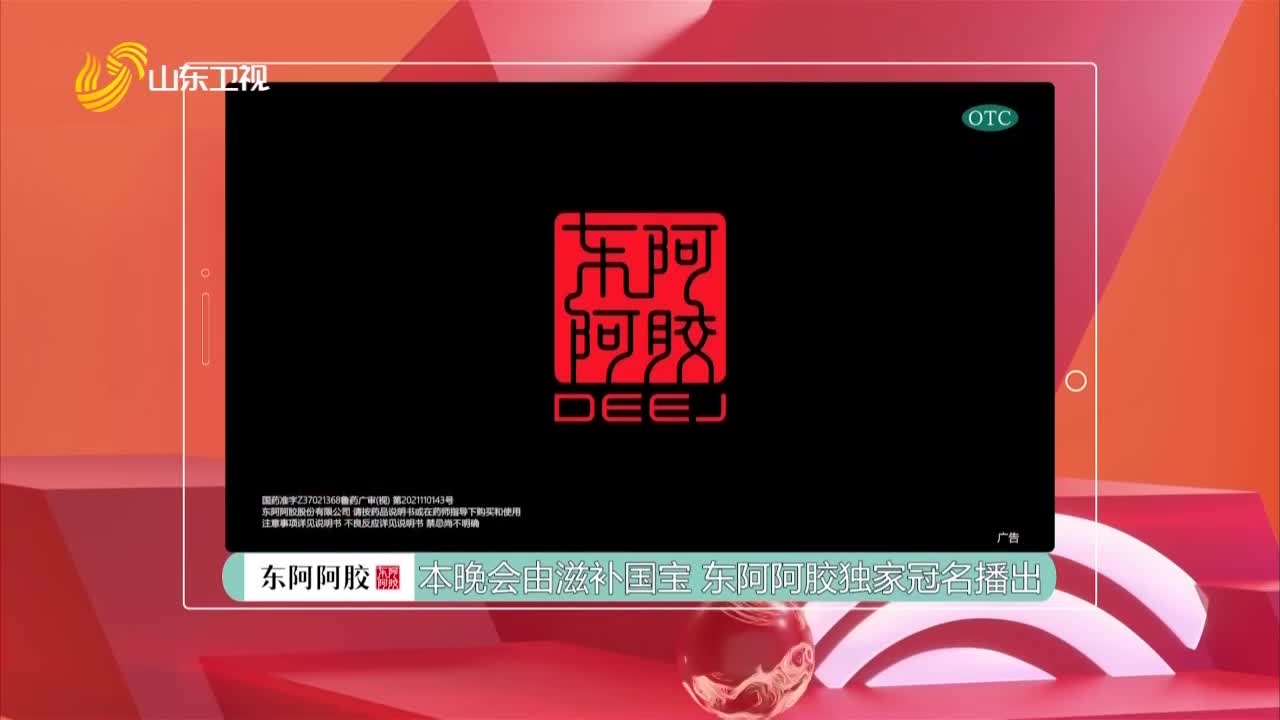 山东卫视
OTC
东阿
阿胶
DEEJ
国药准字Z37021368鲁药广审(视) 第2021110143号
东阿阿胶股份有限公司 请按药品说明书或在药师指导下购买和使用
注意事项详见说明书 不良反应详见说明书 禁忌尚不明确
广告
东阿阿胶 东阿阿胶 本晚会由滋补国宝 东阿阿胶独家冠名播出